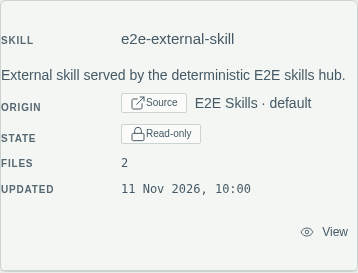 SKILL e2e-external-skill
External skill served by the deterministic E2E skills hub.
ORIGIN Source E2E Skills · default
STATE Read-only
FILES 2
UPDATED 11 Nov 2026, 10:00
View